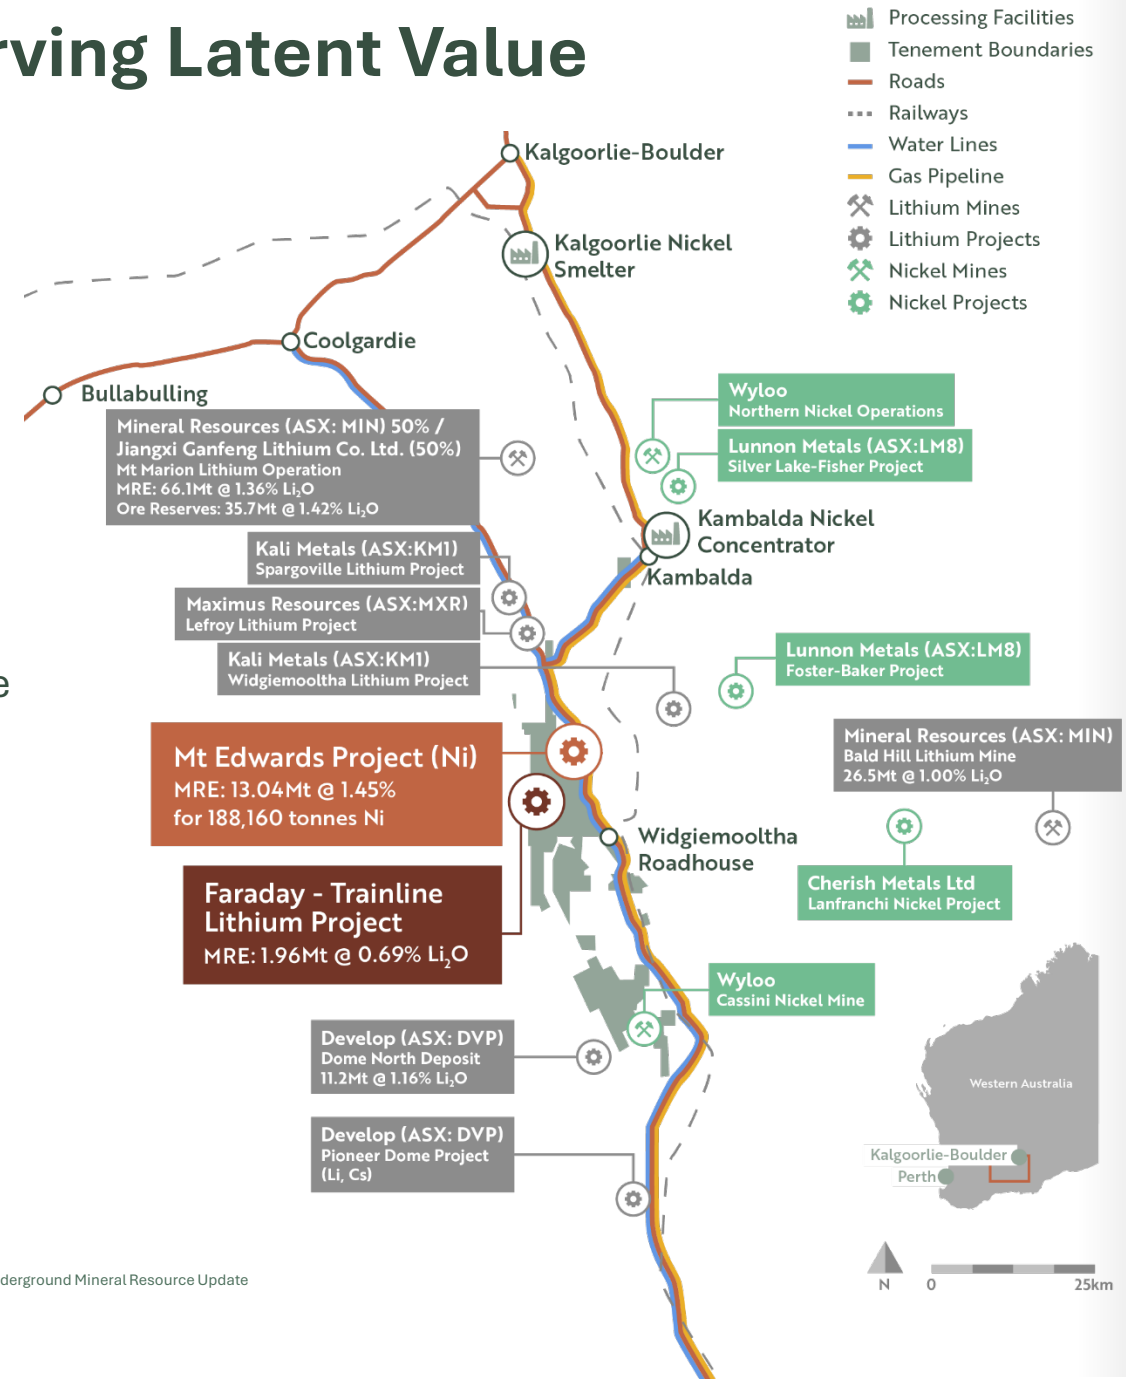 rving Latent Value
Processing Facilities
Tenement Boundaries
Roads
Railways
Water Lines
Gas Pipeline
Lithium Mines
Lithium Projects
Nickel Mines
Nickel Projects
Kalgoorlie-Boulder
Kalgoorlie Nickel
Smelter
Coolgardie
Bullabulling
Mineral Resources (ASX: MIN) 50% /
Jiangxi Ganfeng Lithium Co. Ltd. (50%)
Mt Marion Lithium Operation
MRE: 66.1Mt @ 1.36% Li₂O
Ore Reserves: 35.7Mt @ 1.42% Li₂O
Wyloo
Northern Nickel Operations
Lunnon Metals (ASX:LM8)
Silver Lake-Fisher Project
Kambalda Nickel
Concentrator
Kambalda
Kali Metals (ASX:KM1)
Spargoville Lithium Project
Maximus Resources (ASX:MXR)
Lefroy Lithium Project
Kali Metals (ASX:KM1)
Widgiemooltha Lithium Project
Lunnon Metals (ASX:LM8)
Foster-Baker Project
e
Mt Edwards Project (Ni)
MRE: 13.04Mt @ 1.45%
for 188,160 tonnes Ni
Mineral Resources (ASX: MIN)
Bald Hill Lithium Mine
26.5Mt @ 1.00% Li₂O
Widgiemooltha
Roadhouse
Faraday - Trainline
Lithium Project
MRE: 1.96Mt @ 0.69% Li₂O
Cherish Metals Ltd
Lanfranchi Nickel Project
Wyloo
Cassini Nickel Mine
Develop (ASX: DVP)
Dome North Deposit
11.2Mt @ 1.16% Li₂O
Develop (ASX: DVP)
Pioneer Dome Project
(Li, Cs)
Western Australia
Kalgoorlie-Boulder
Perth
N
0
25km
derground Mineral Resource Update